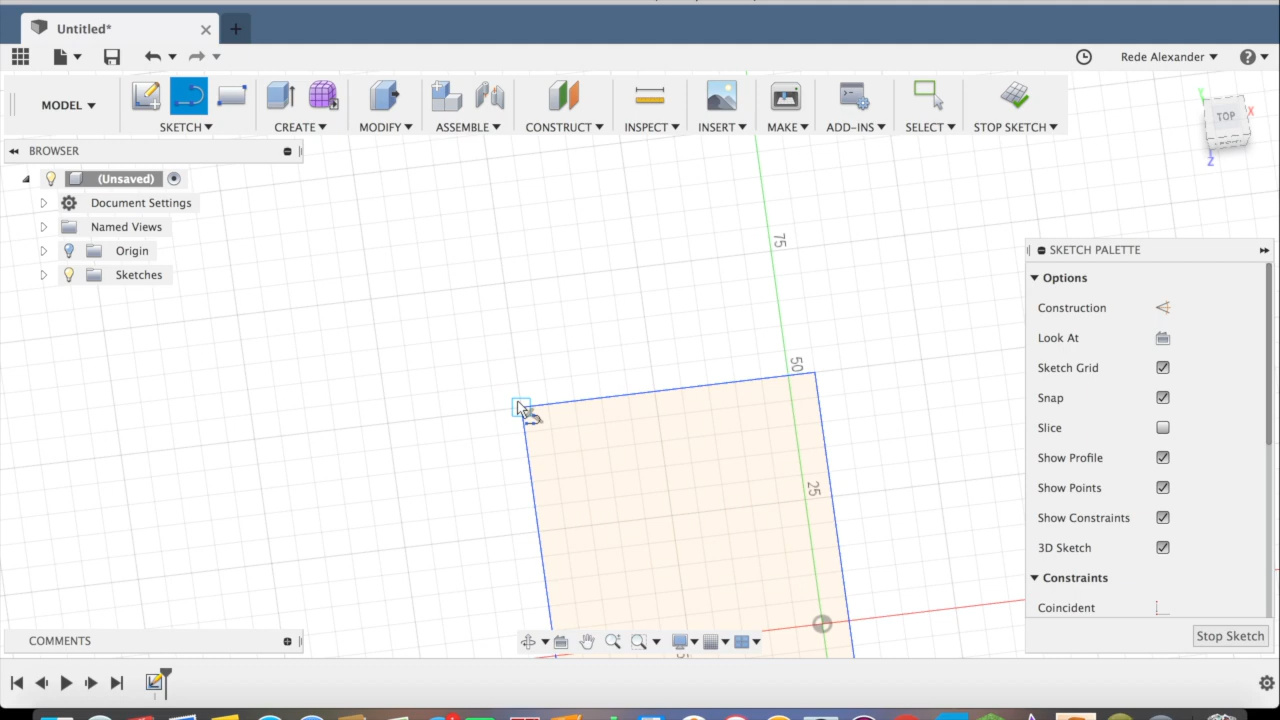 Untitled*
Rede Alexander
MODEL
SKETCH
CREATE
MODIFY
ASSEMBLE
CONSTRUCT
INSPECT
INSERT
MAKE
ADD-INS
SELECT
STOP SKETCH
TOP
Y
X
Z
BROWSER
(Unsaved)
Document Settings
Named Views
Origin
Sketches
75
50
25
SKETCH PALETTE
Options
Construction
Look At
Sketch Grid
Snap
Slice
Show Profile
Show Points
Show Constraints
3D Sketch
Constraints
Coincident
Stop Sketch
COMMENTS